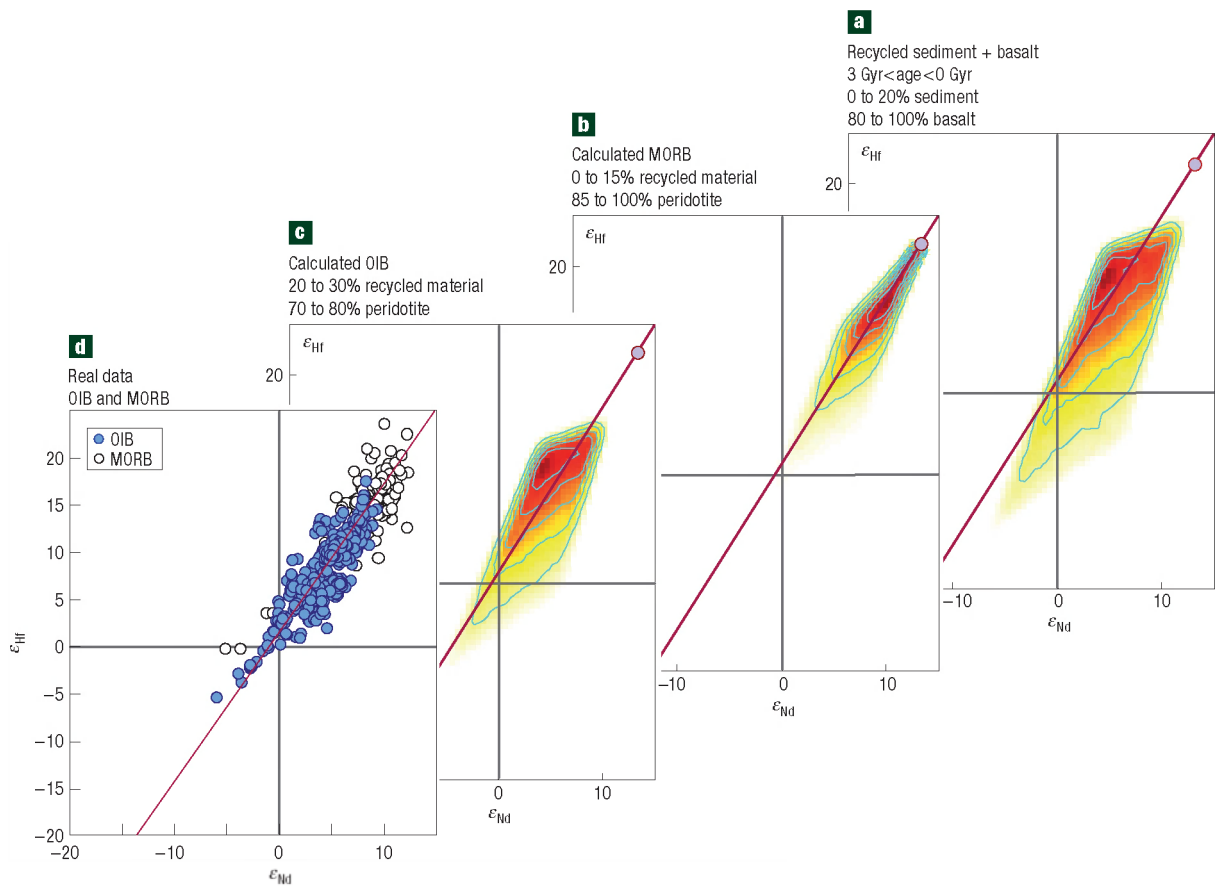 a
Recycled sediment + basalt
3 Gyr<age<0 Gyr
0 to 20% sediment
80 to 100% basalt
εHf
20
−10
0
10
εNd
b
Calculated MORB
0 to 15% recycled material
85 to 100% peridotite
εHf
20
−10
0
10
εNd
c
Calculated OIB
20 to 30% recycled material
70 to 80% peridotite
εHf
20
0
10
εNd
d
Real data
OIB and MORB
OIB
MORB
εHf
20
15
10
5
0
−5
−10
−15
−20
−20
−10
0
10
εNd